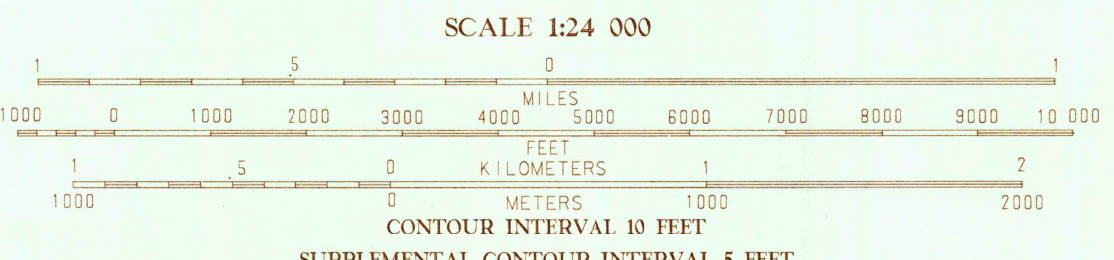 SCALE 1:24 000
1 .5 0 1
MILES
1000 0 1000 2000 3000 4000 5000 6000 7000 8000 9000 10 000
FEET
1 .5 0 KILOMETERS 1 2
1000 0 METERS 1000 2000
CONTOUR INTERVAL 10 FEET
SUPPLEMENTAL CONTOUR INTERVAL 5 FEET